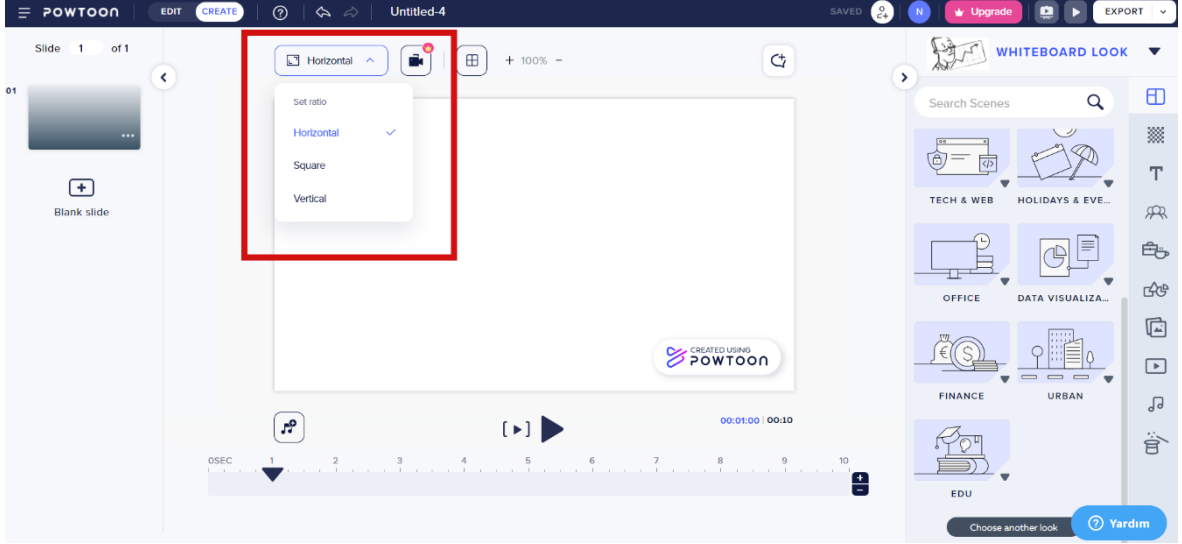 POWTOON
EDIT
CREATE
Untitled-4
SAVED
N
Upgrade
EXPORT
Slide 1 of 1
01
Blank slide
Horizontal
+ 100% -
Set ratio
Horizontal
Square
Vertical
CREATED USING
POWTOON
00:01:00 | 00:10
0SEC 1 2 3 4 5 6 7 8 9 10
WHITEBOARD LOOK
Search Scenes
TECH & WEB
HOLIDAYS & EVE...
OFFICE
DATA VISUALIZA...
FINANCE
URBAN
EDU
Choose another look
Yardım